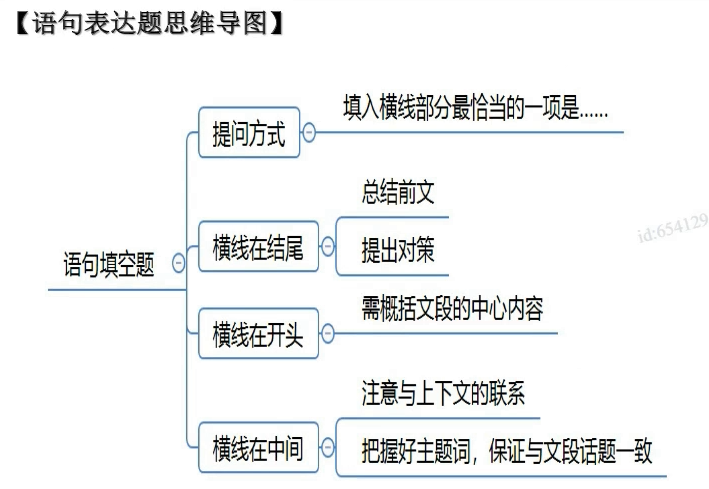 【语句表达题思维导图】
语句填空题
提问方式
填入横线部分最恰当的一项是……
横线在结尾
总结前文
提出对策
横线在开头
需概括文段的中心内容
横线在中间
注意与上下文的联系
把握好主题词，保证与文段话题一致
id:654129